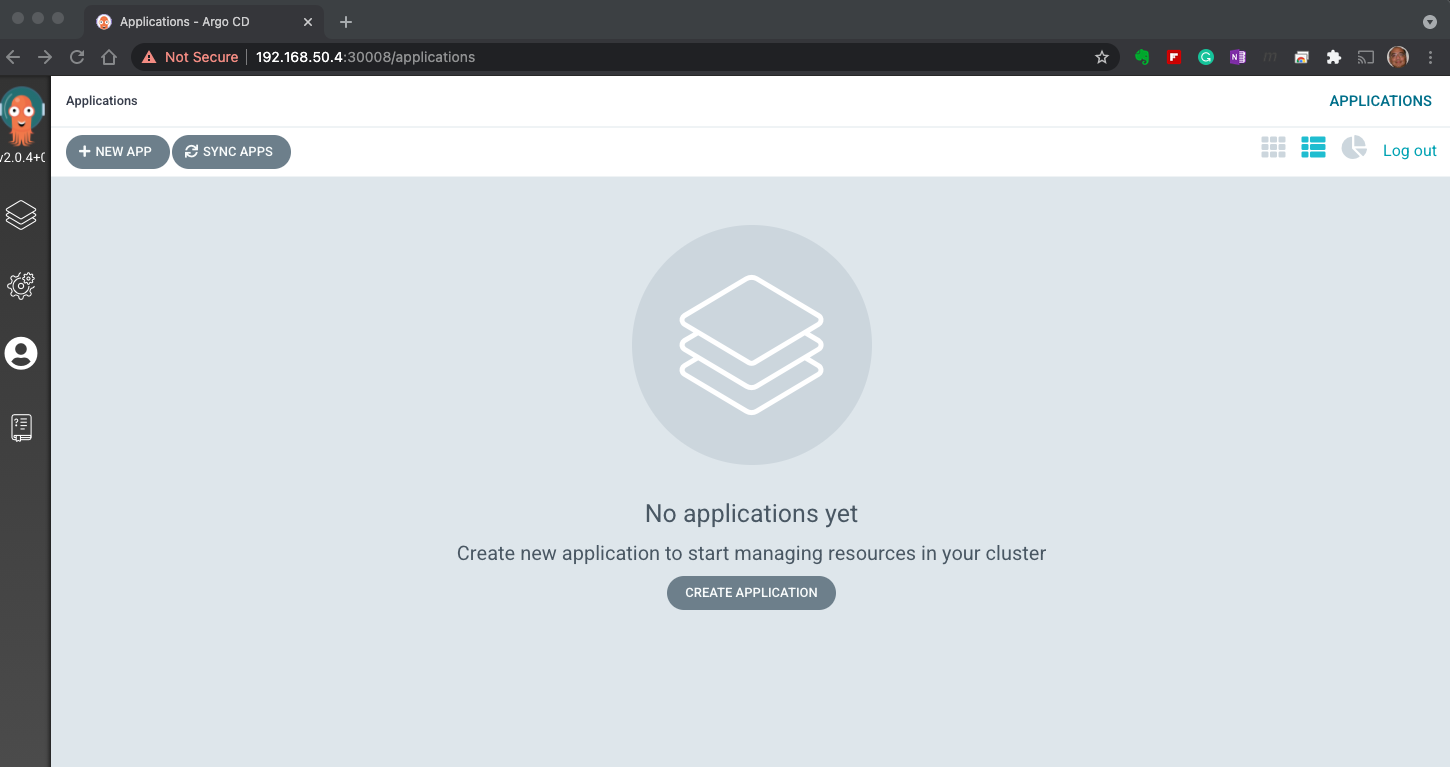 Applications - Argo CD
Not Secure 192.168.50.4:30008/applications
Applications
APPLICATIONS
v2.0.4+0
NEW APP
SYNC APPS
Log out
No applications yet
Create new application to start managing resources in your cluster
CREATE APPLICATION